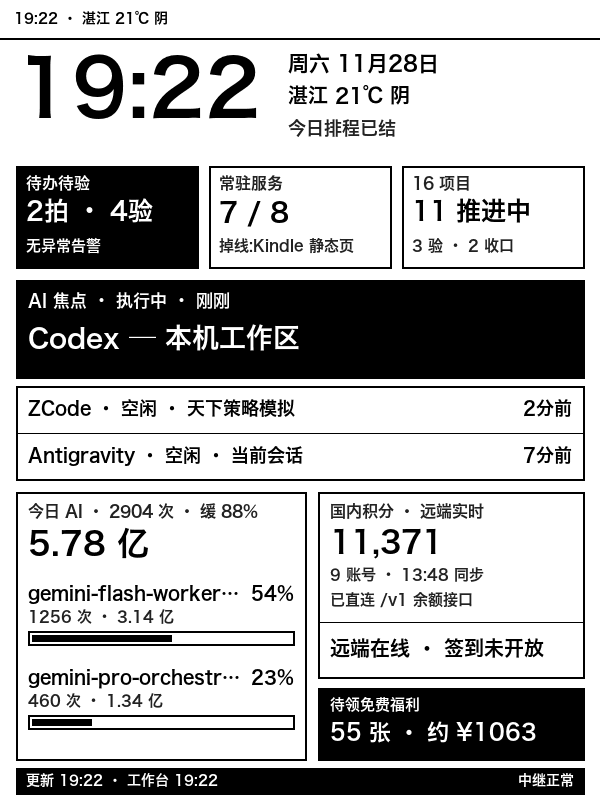 19:22 · 湛江 21℃ 阴
19:22
周六 11月28日
湛江 21℃ 阴
今日排程已结
待办待验
2拍 · 4验
无异常告警
常驻服务
7 / 8
掉线:Kindle 静态页
16 项目
11 推进中
3 验 · 2 收口
AI 焦点 · 执行中 · 刚刚
Codex — 本机工作区
ZCode · 空闲 · 天下策略模拟 2分前
Antigravity · 空闲 · 当前会话 7分前
今日 AI · 2904 次 · 缓 88%
5.78 亿
gemini-flash-worker··· 54%
1256 次 · 3.14 亿
gemini-pro-orchestr··· 23%
460 次 · 1.34 亿
国内积分 · 远端实时
11,371
9 账号 · 13:48 同步
已直连 /v1 余额接口
远端在线 · 签到未开放
待领免费福利
55 张 · 约 ¥1063
更新 19:22 · 工作台 19:22 中继正常